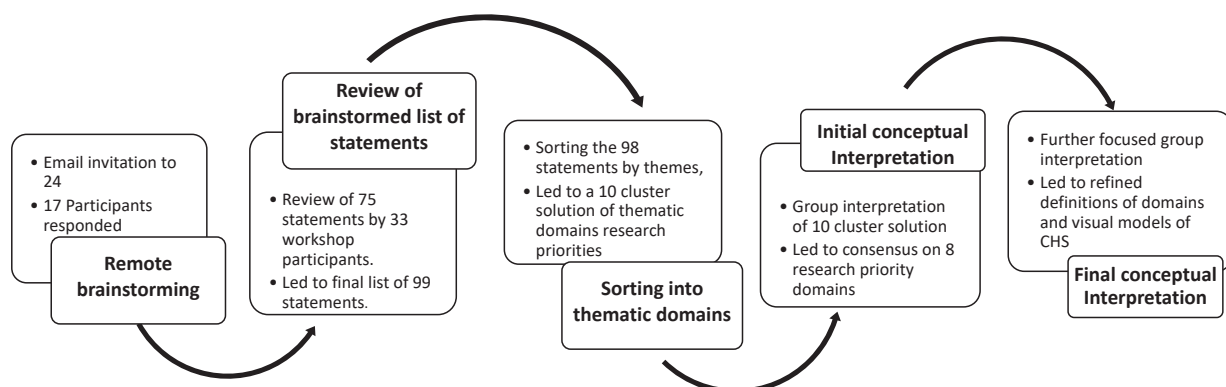 • Email invitation to
24
• 17 Participants
responded
Remote
brainstorming
Review of
brainstormed list of
statements
• Review of 75
statements by 33
workshop
participants.
• Led to final list of 99
statements.
• Sorting the 98
statements by themes,
• Led to a 10 cluster
solution of thematic
domains research
priorities
Sorting into
thematic domains
Initial conceptual
Interpretation
• Group interpretation
of 10 cluster solution
• Led to consensus on 8
research priority
domains
• Further focused group
interpretation
• Led to refined
definitions of domains
and visual models of
CHS
Final conceptual
Interpretation